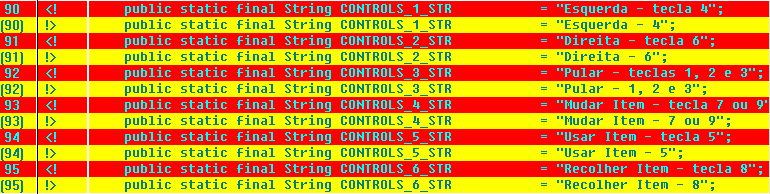 90 <! public static final String CONTROLS_1_STR = "Esquerda - tecla 4";
(90) !> public static final String CONTROLS_1_STR = "Esquerda - 4";
91 <! public static final String CONTROLS_2_STR = "Direita - tecla 6";
(91) !> public static final String CONTROLS_2_STR = "Direita - 6";
92 <! public static final String CONTROLS_3_STR = "Pular - teclas 1, 2 e 3";
(92) !> public static final String CONTROLS_3_STR = "Pular - 1, 2 e 3";
93 <! public static final String CONTROLS_4_STR = "Mudar Item - tecla 7 ou 9"
(93) !> public static final String CONTROLS_4_STR = "Mudar Item - 7 ou 9";
94 <! public static final String CONTROLS_5_STR = "Usar Item - tecla 5";
(94) !> public static final String CONTROLS_5_STR = "Usar Item - 5";
95 <! public static final String CONTROLS_6_STR = "Recolher Item - tecla 8";
(95) !> public static final String CONTROLS_6_STR = "Recolher Item - 8";